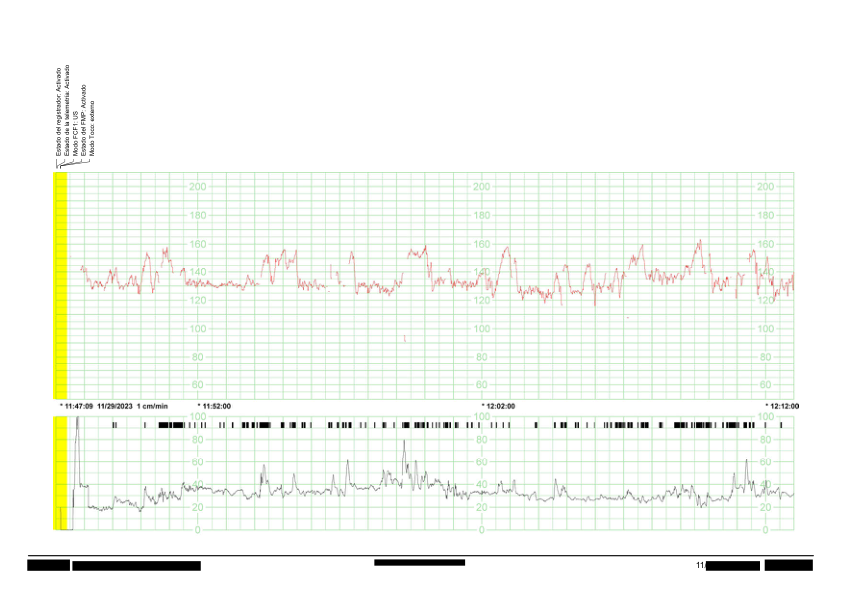 Estado del registrador: Activado
Estado de la telemetría: Activado
Modo FCF1: US
Estado del FMP: Activado
Modo Toco: externo
200 200 200
180 180 180
160 160 160
140 140 140
120 120 120
100 100 100
80 80 80
60 60 60
* 11:47:09 11/29/2023 1 cm/min * 11:52:00 * 12:02:00 * 12:12:00
100 100 100
80 80 80
60 60 60
40 40 40
20 20 20
0 0 0
11/